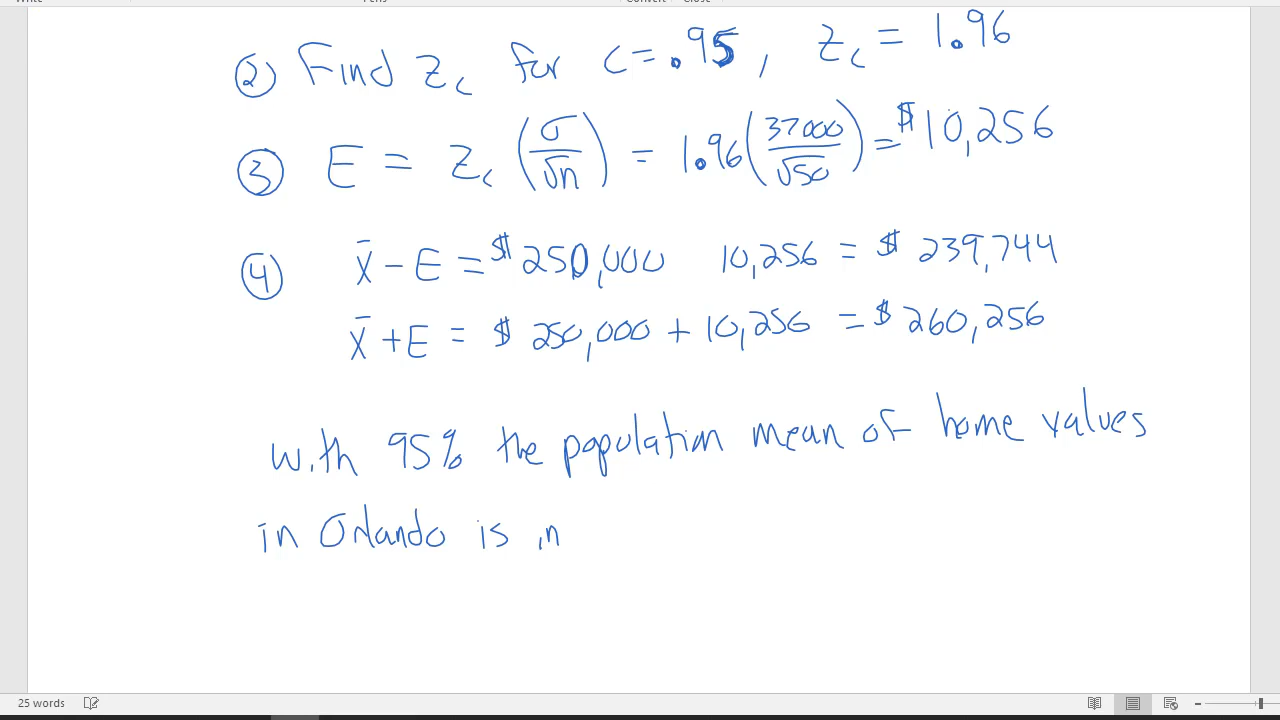 ② Find Z_c for c = .95, Z_c = 1.96
③ E = Z_c (σ/√n) = 1.96 (37000/√50) = $10,256
④ x̄ - E = $250,000 10,256 = $239,744
x̄ + E = $250,000 + 10,256 = $260,256
with 95% the population mean of home values
in Orlando is in
25 words